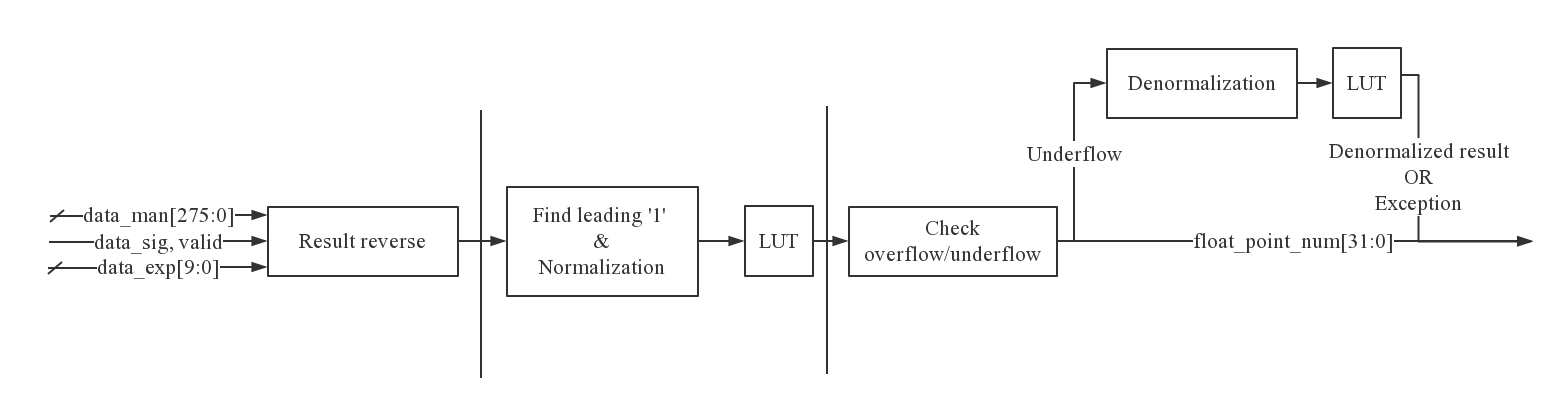 data_man[275:0]
data_sig, valid
data_exp[9:0]
Result reverse
Find leading '1'
&
Normalization
LUT
Check
overflow/underflow
Underflow
Denormalization
LUT
Denormalized result
OR
Exception
float_point_num[31:0]